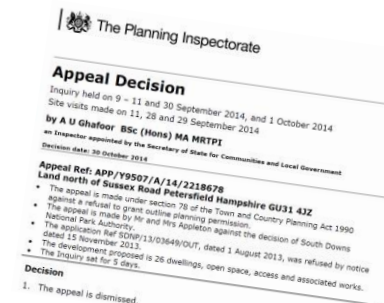 The Planning Inspectorate
Appeal Decision
Inquiry held on 9 – 11 and 30 September 2014, and 1 October 2014
Site visits made on 11, 28 and 29 September 2014
by A U Ghafoor BSc (Hons) MA MRTPI
an Inspector appointed by the Secretary of State for Communities and Local Government
Decision date: 30 October 2014
Appeal Ref: APP/Y9507/A/14/2218678
Land north of Sussex Road Petersfield Hampshire GU31 4JZ
• The appeal is made under section 78 of the Town and Country Planning Act 1990
against a refusal to grant outline planning permission.
• The appeal is made by Mr and Mrs Appleton against the decision of South Downs
National Park Authority.
• The application Ref SDNP/13/03649/OUT, dated 1 August 2013, was refused by notice
dated 15 November 2013.
• The development proposed is 26 dwellings, open space, access and associated works.
• The Inquiry sat for 5 days.
Decision
1. The appeal is dismissed